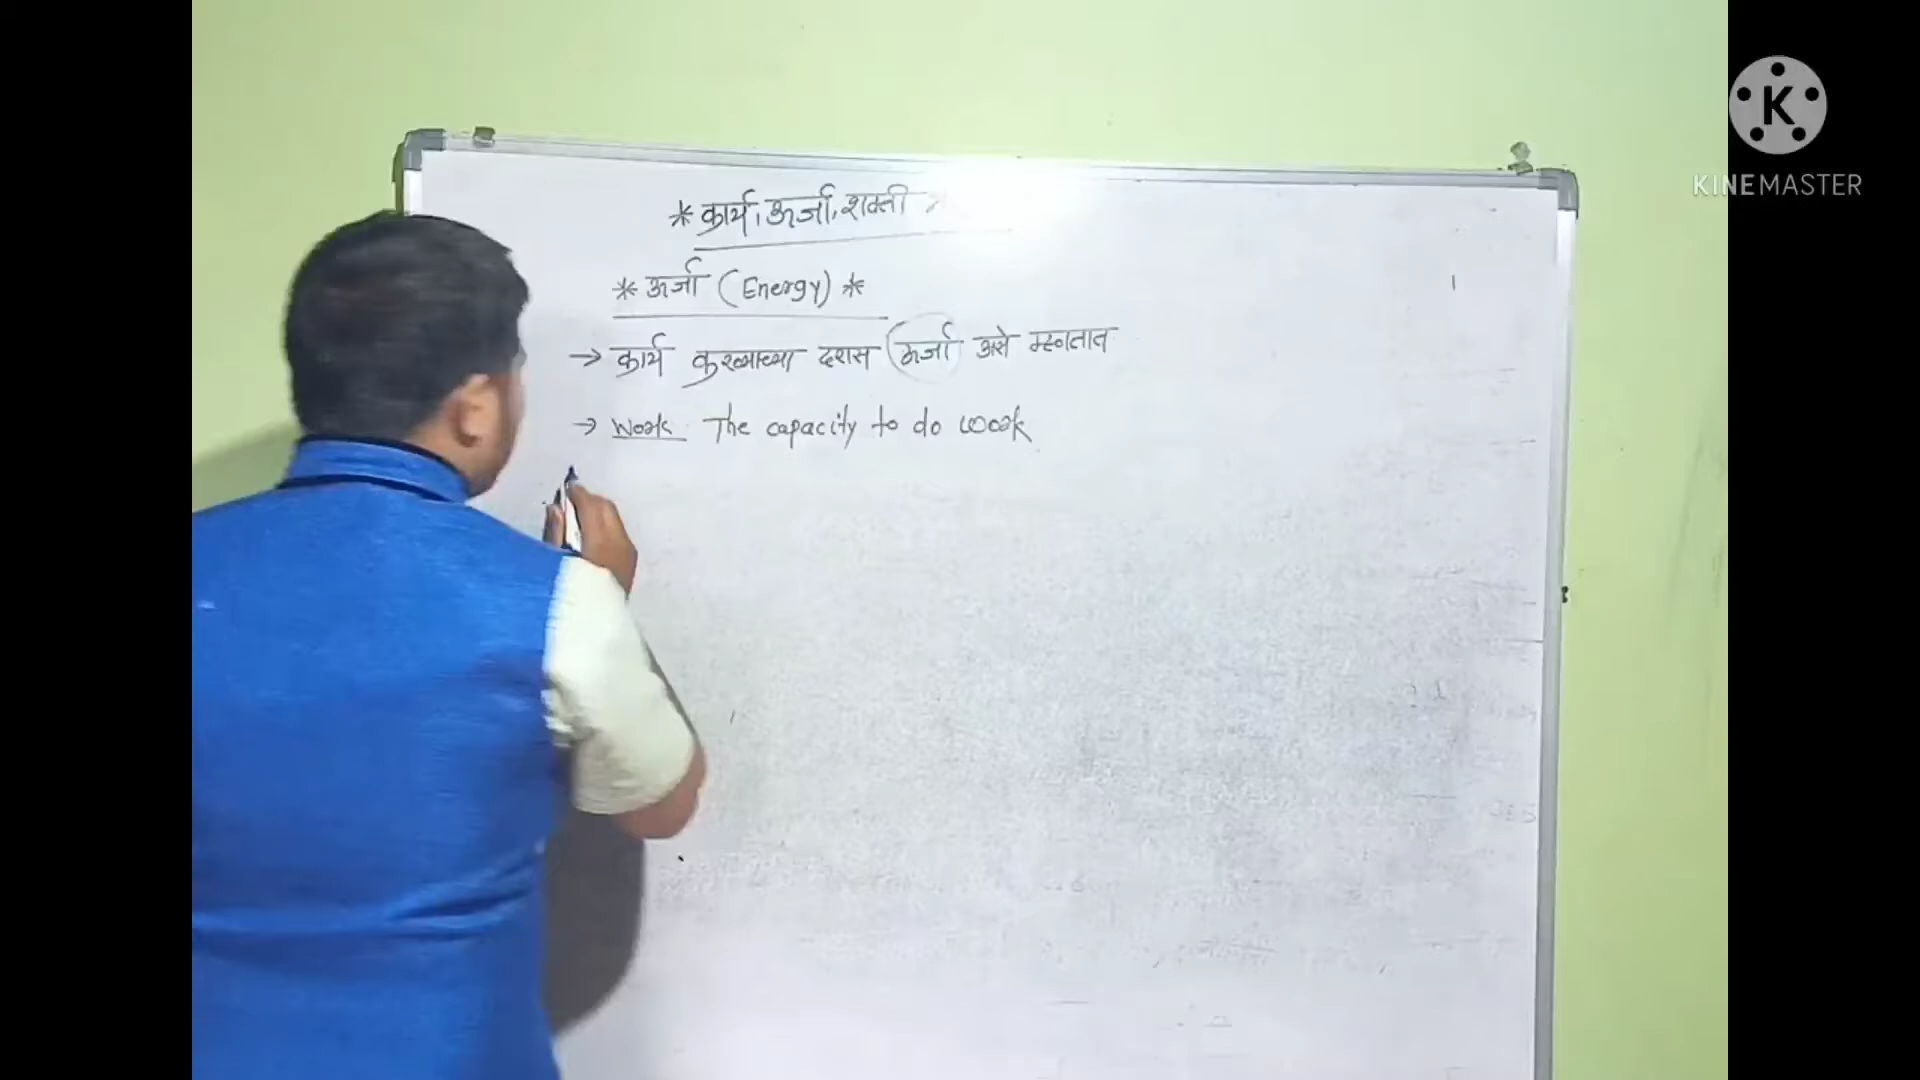 * कार्य, ऊर्जा, शक्ती
* ऊर्जा (Energy) *
→ कार्य करण्याच्या दरास ऊर्जा असे म्हणतात
→ Work The capacity to do work
K
KINEMASTER